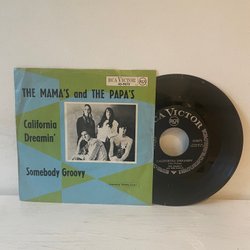 RCA VICTOR
THE MAMA'S and THE PAPA'S
California
Dreamin'
Somebody Groovy
RCA VICTOR
CALIFORNIA DREAMIN'